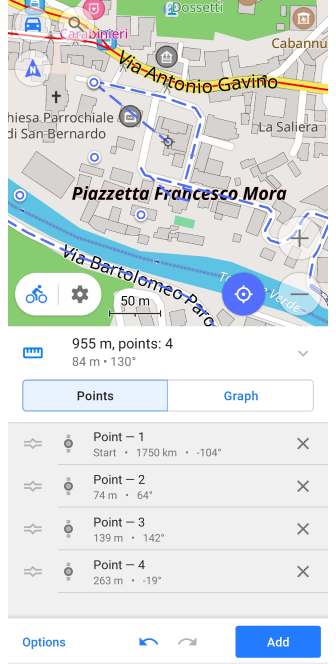 Dossetti
Carabinieri
Cabannu
Via Antonio Gavino
hiesa Parrochiale
di San Bernardo
La Saliera
Piazzetta Francesco Mora
Via Bartolomeo Paro
Verde
50 m
955 m, points: 4
84 m • 130°
Points
Graph
Point — 1
Start • 1750 km • -104°
Point — 2
74 m • 64°
Point — 3
139 m • 142°
Point — 4
263 m • -19°
Options
Add